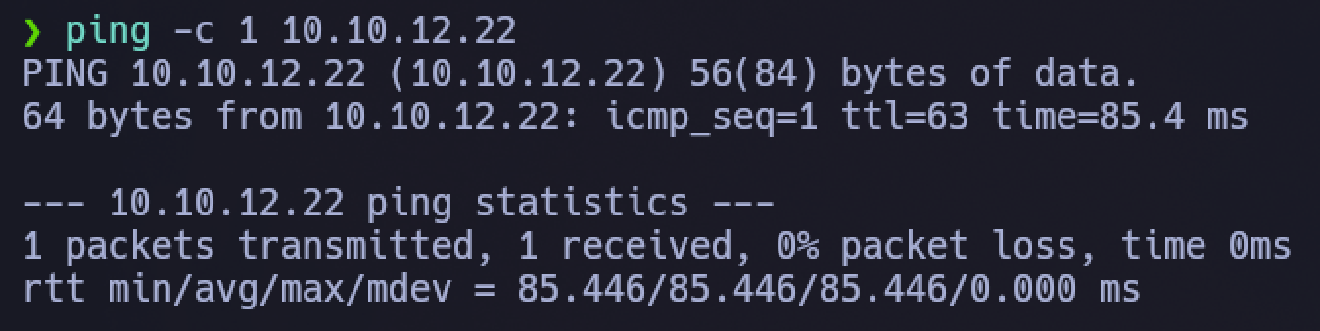 ❯ ping -c 1 10.10.12.22
PING 10.10.12.22 (10.10.12.22) 56(84) bytes of data.
64 bytes from 10.10.12.22: icmp_seq=1 ttl=63 time=85.4 ms
--- 10.10.12.22 ping statistics ---
1 packets transmitted, 1 received, 0% packet loss, time 0ms
rtt min/avg/max/mdev = 85.446/85.446/85.446/0.000 ms